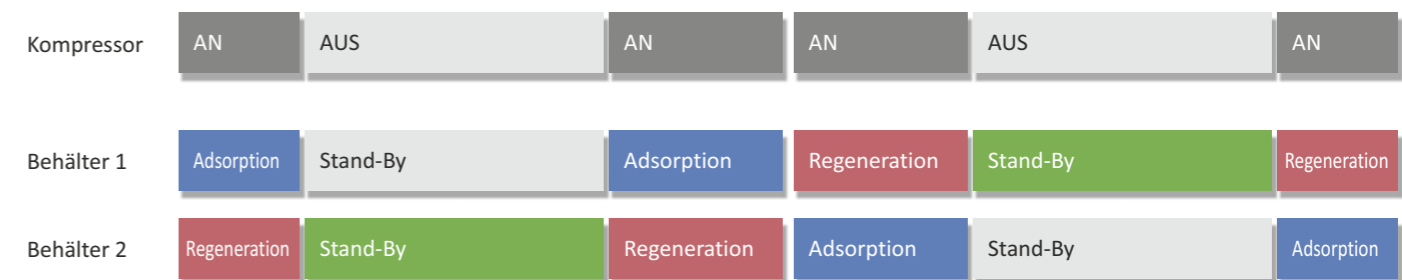 Kompressor AN AUS AN AN AUS AN
Behälter 1 Adsorption Stand-By Adsorption Regeneration Stand-By Regeneration
Behälter 2 Regeneration Stand-By Regeneration Adsorption Stand-By Adsorption